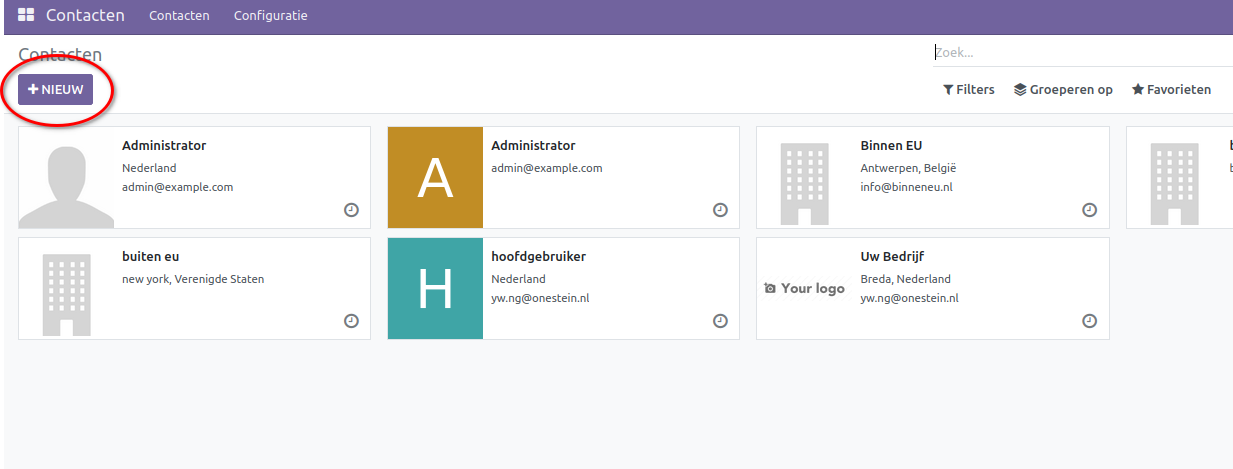 Contacten Contacten Configuratie
Contacten
Zoek...
NIEUW
Filters Groeperen op Favorieten
Administrator
Nederland
admin@example.com
A
Administrator
admin@example.com
Binnen EU
Antwerpen, België
info@binneneu.nl
buiten eu
new york, Verenigde Staten
H
hoofdgebruiker
Nederland
yw.ng@onestein.nl
Your logo
Uw Bedrijf
Breda, Nederland
yw.ng@onestein.nl